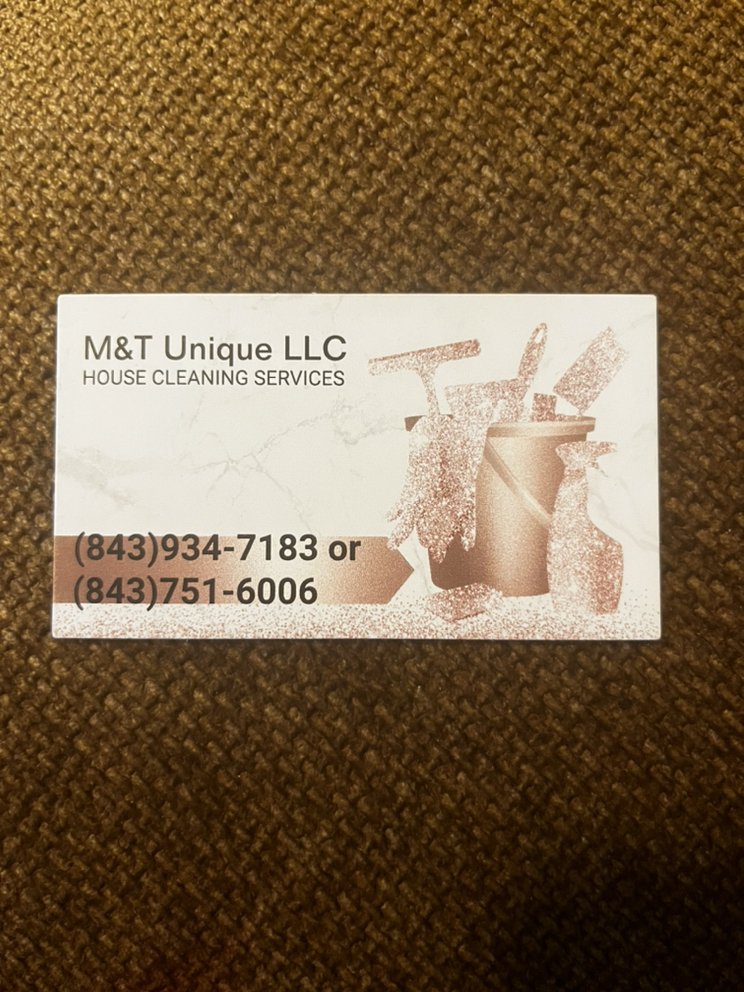 M&T Unique LLC
HOUSE CLEANING SERVICES
(843)934-7183 or
(843)751-6006